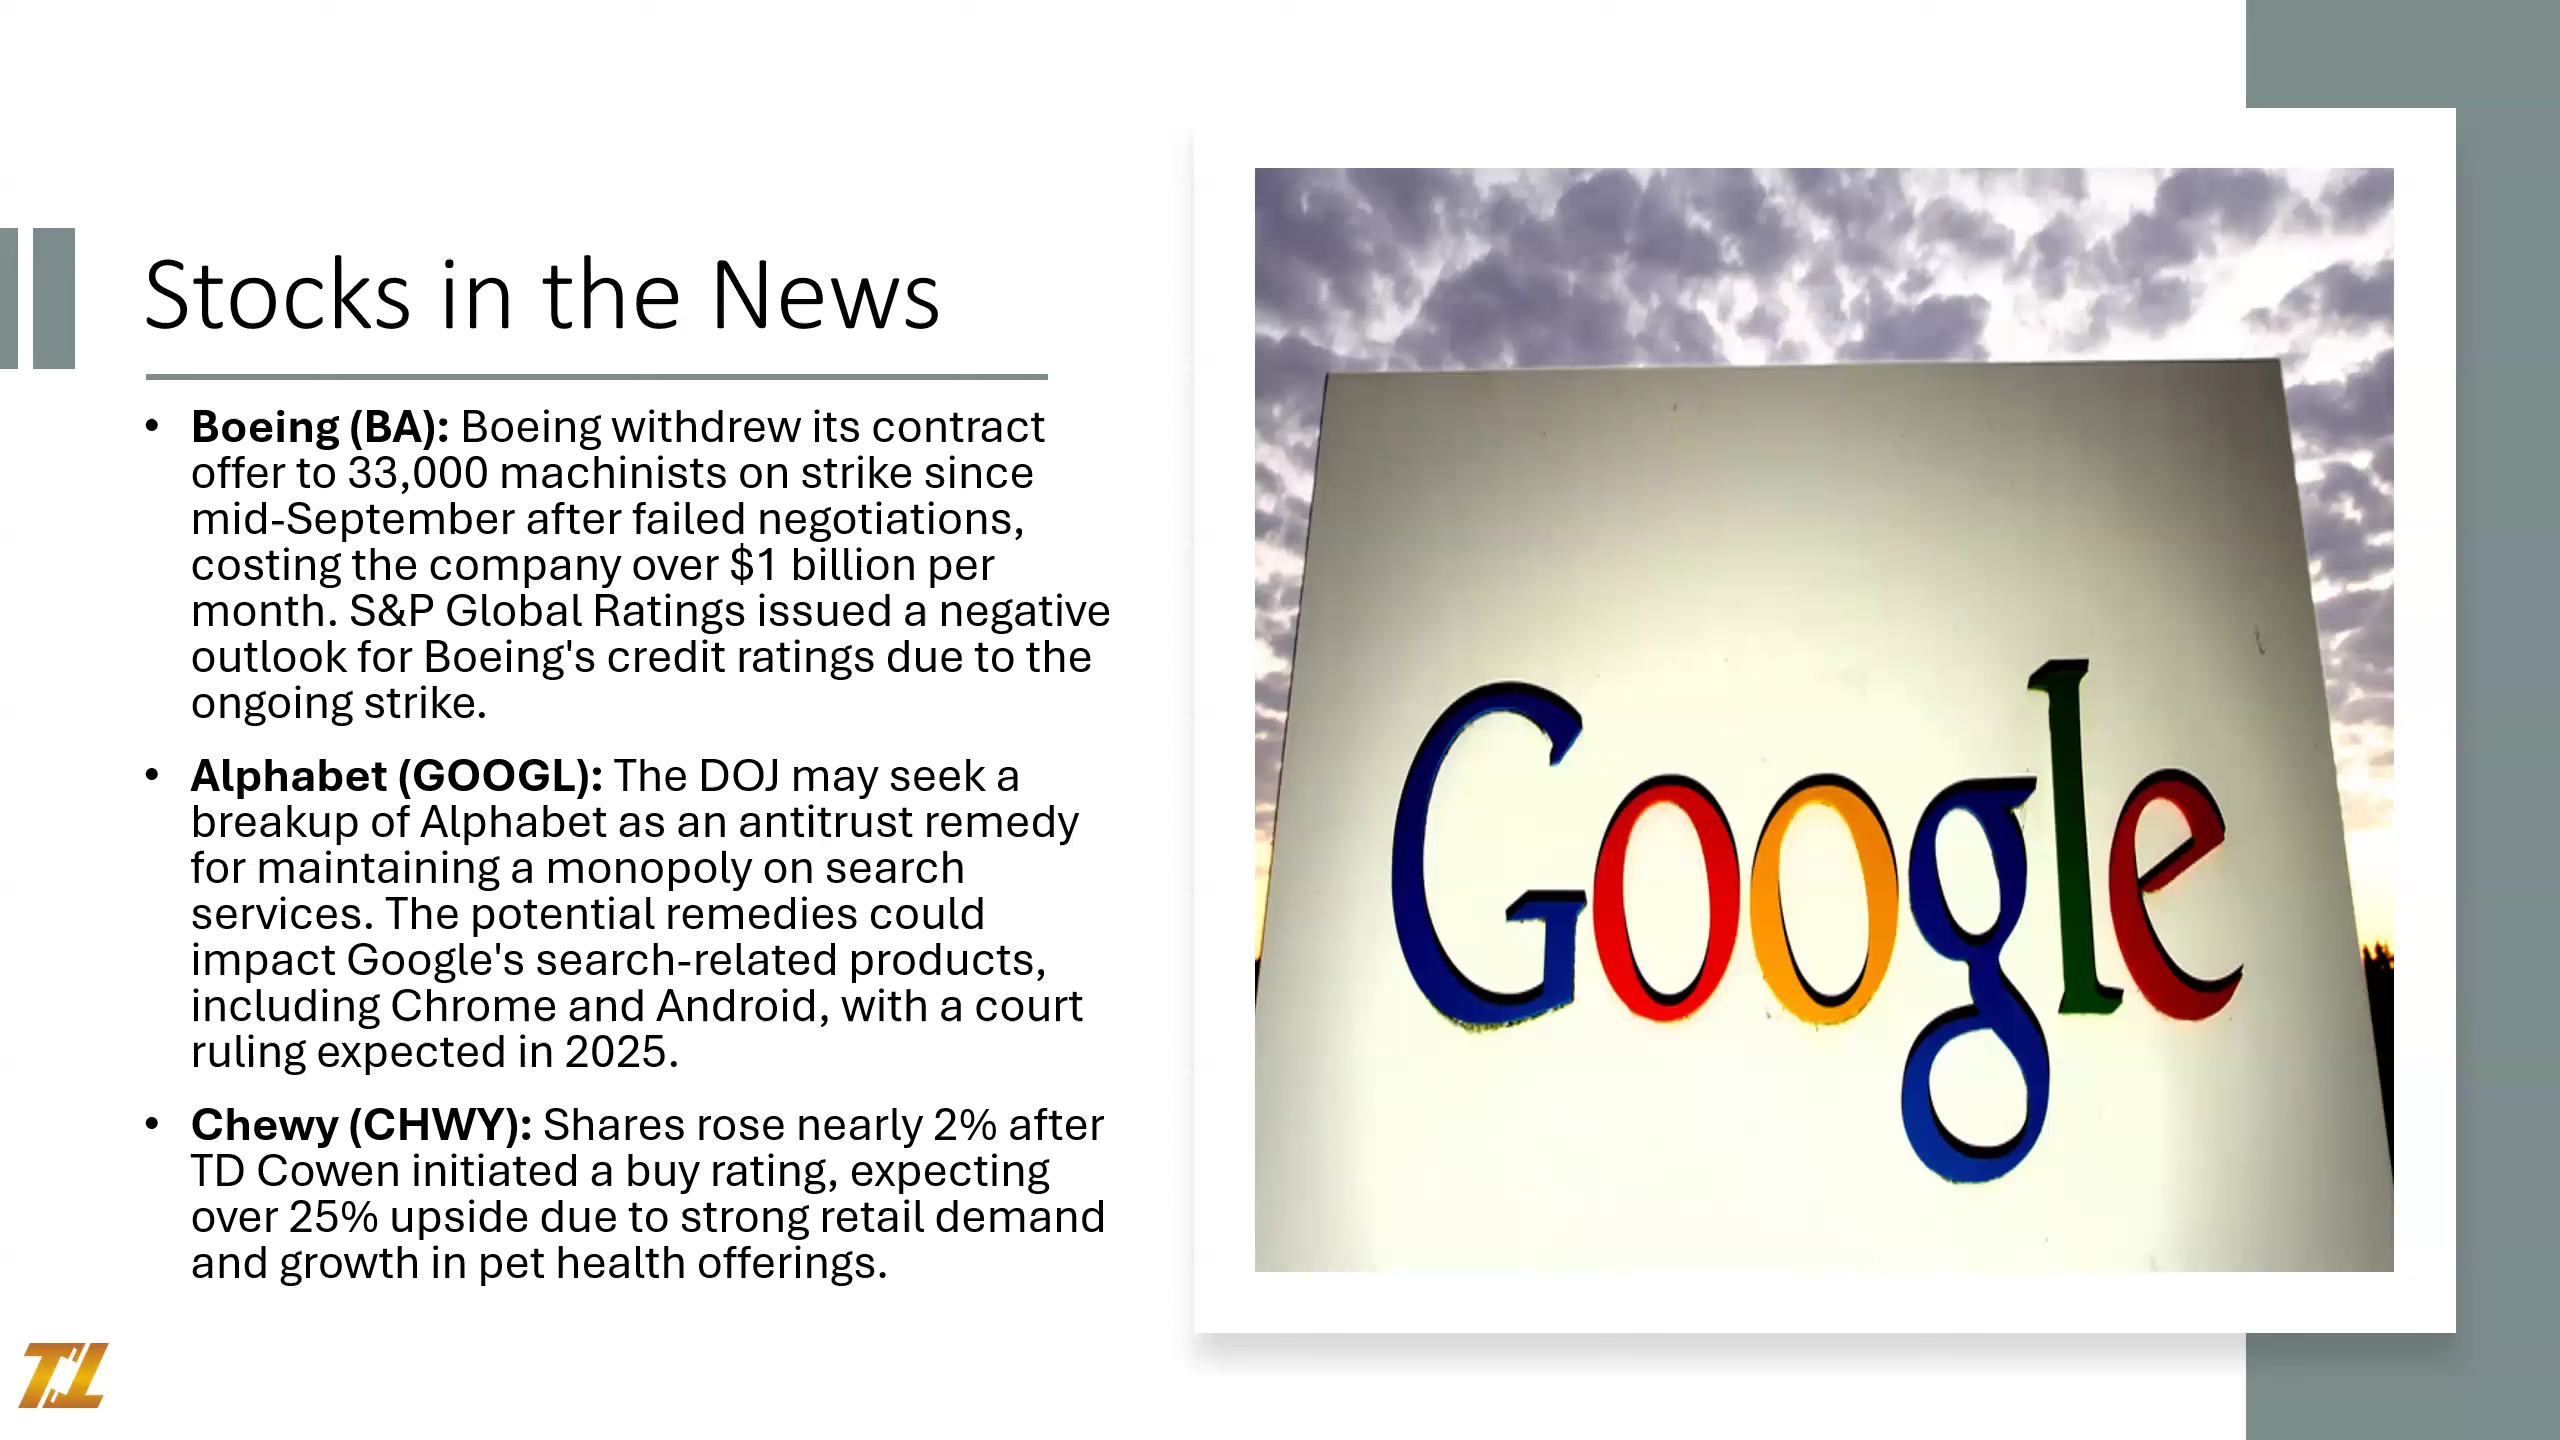 Stocks in the News
• Boeing (BA): Boeing withdrew its contract
offer to 33,000 machinists on strike since
mid-September after failed negotiations,
costing the company over $1 billion per
month. S&P Global Ratings issued a negative
outlook for Boeing's credit ratings due to the
ongoing strike.
• Alphabet (GOOGL): The DOJ may seek a
breakup of Alphabet as an antitrust remedy
for maintaining a monopoly on search
services. The potential remedies could
impact Google's search-related products,
including Chrome and Android, with a court
ruling expected in 2025.
• Chewy (CHWY): Shares rose nearly 2% after
TD Cowen initiated a buy rating, expecting
over 25% upside due to strong retail demand
and growth in pet health offerings.
Google